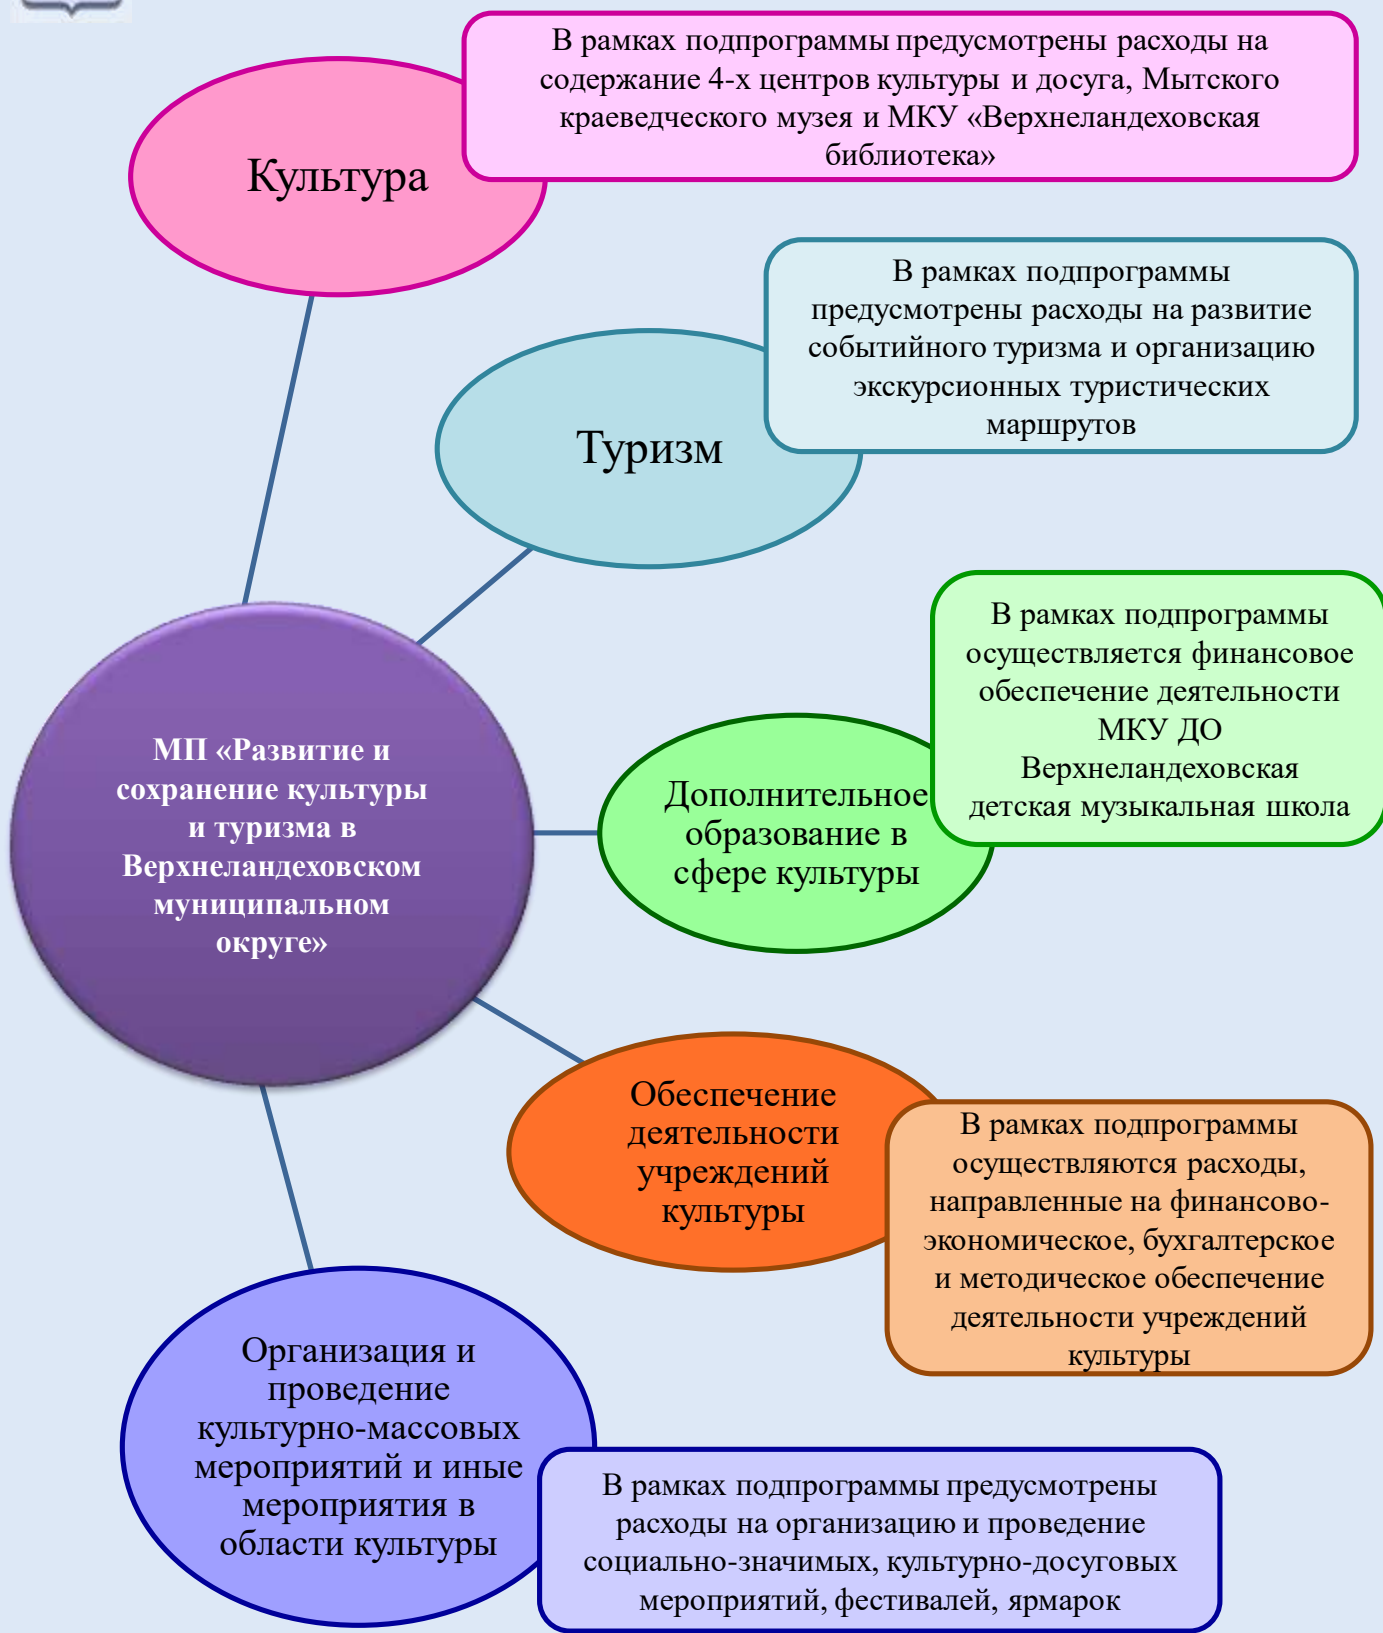 В рамках подпрограммы предусмотрены расходы на
содержание 4-х центров культуры и досуга, Мытского
краеведческого музея и МКУ «Верхнеландеховская
библиотека»
Культура
В рамках подпрограммы
предусмотрены расходы на развитие
событийного туризма и организацию
экскурсионных туристических
маршрутов
Туризм
В рамках подпрограммы
осуществляется финансовое
обеспечение деятельности
МКУ ДО
Верхнеландеховская
детская музыкальная школа
МП «Развитие и
сохранение культуры
и туризма в
Верхнеландеховском
муниципальном
округе»
Дополнительное
образование в
сфере культуры
Обеспечение
деятельности
учреждений
культуры
В рамках подпрограммы
осуществляются расходы,
направленные на финансово-
экономическое, бухгалтерское
и методическое обеспечение
деятельности учреждений
культуры
Организация и
проведение
культурно-массовых
мероприятий и иные
мероприятия в
области культуры
В рамках подпрограммы предусмотрены
расходы на организацию и проведение
социально-значимых, культурно-досуговых
мероприятий, фестивалей, ярмарок